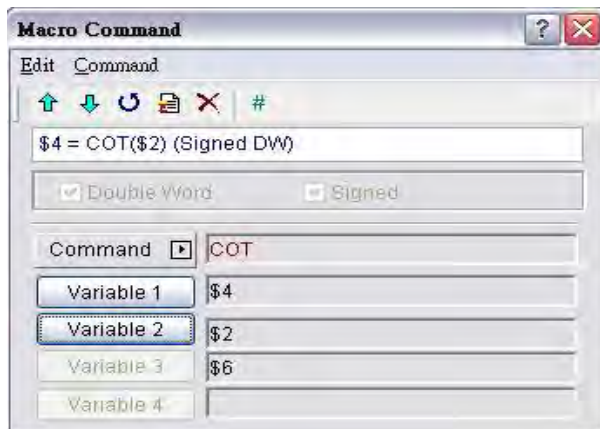 Macro Command
Edit Command
#
$4 = COT($2) (Signed DW)
Double Word Signed
Command COT
Variable 1 $4
Variable 2 $2
Variable 3 $6
Variable 4